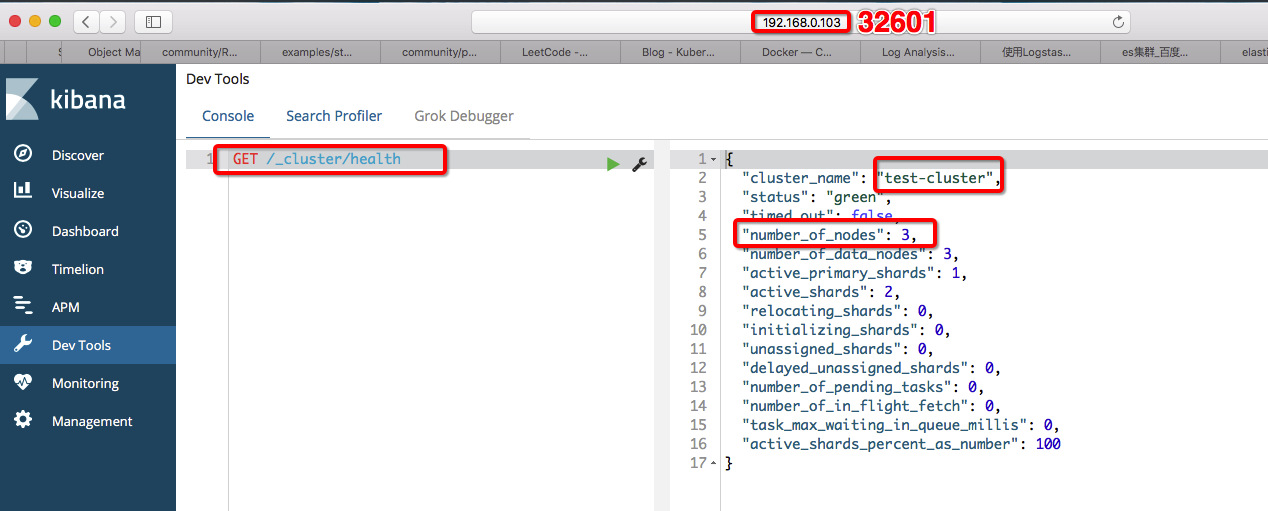 192.168.0.103 32601
Object Ma community/R... examples/st... community/p... LeetCode -... Blog - Kuber... Docker — C... Log Analysis... 使用Logstas... es集群_百度... elasti
kibana
Discover
Visualize
Dashboard
Timelion
APM
Dev Tools
Monitoring
Management
Dev Tools
Console Search Profiler Grok Debugger
1 GET /_cluster/health
1 {
2 "cluster_name": "test-cluster",
3 "status": "green",
4 "timed_out": false,
5 "number_of_nodes": 3,
6 "number_of_data_nodes": 3,
7 "active_primary_shards": 1,
8 "active_shards": 2,
9 "relocating_shards": 0,
10 "initializing_shards": 0,
11 "unassigned_shards": 0,
12 "delayed_unassigned_shards": 0,
13 "number_of_pending_tasks": 0,
14 "number_of_in_flight_fetch": 0,
15 "task_max_waiting_in_queue_millis": 0,
16 "active_shards_percent_as_number": 100
17 }